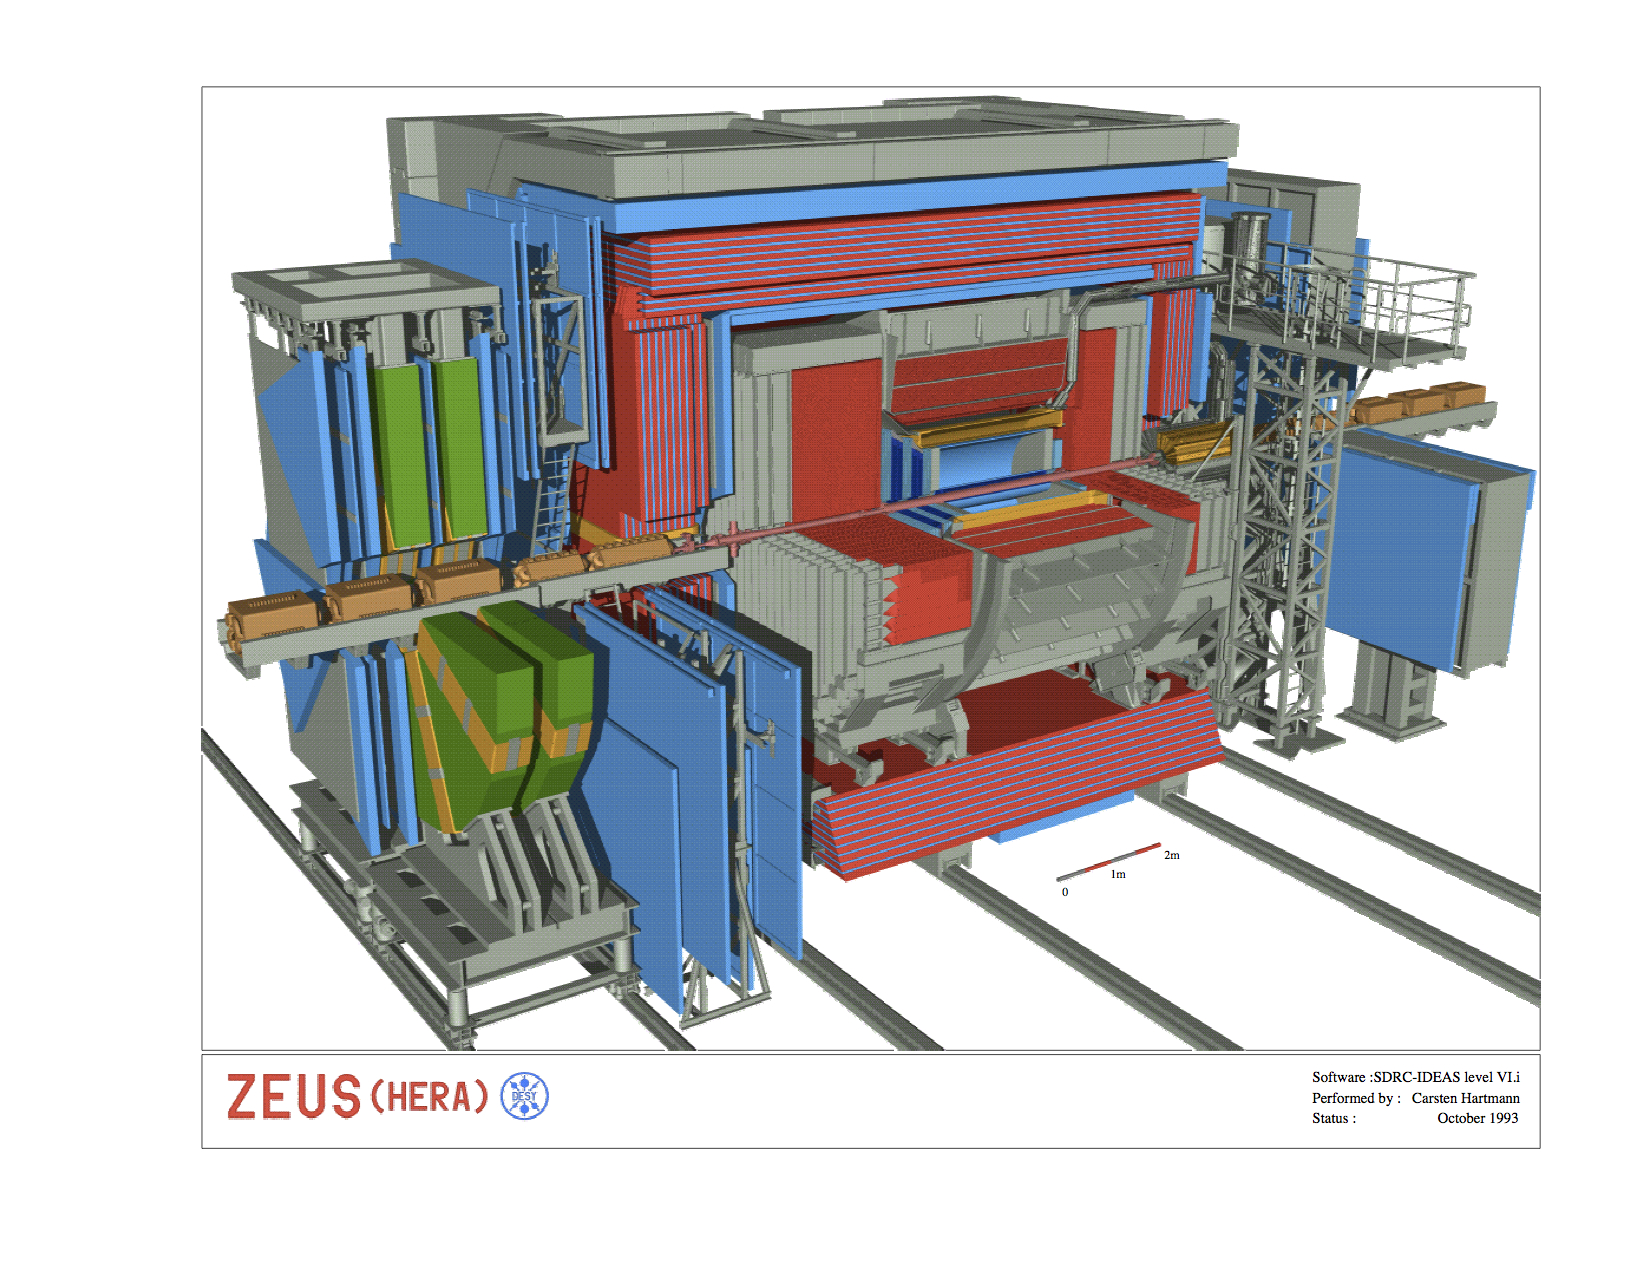 2m
1m
0
ZEUS (HERA) DESY
Software :SDRC-IDEAS level VI.i
Performed by : Carsten Hartmann
Status : October 1993